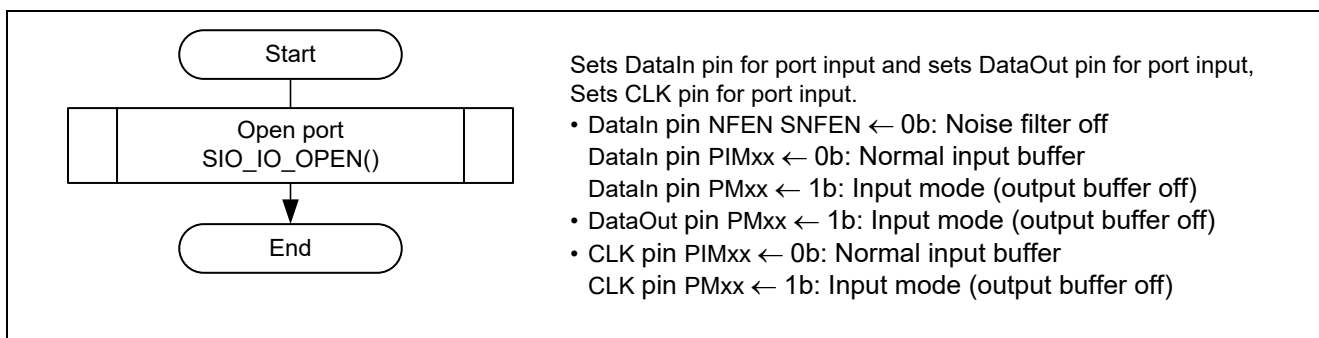 Start
Open port
SIO_IO_OPEN()
End
Sets DataIn pin for port input and sets DataOut pin for port input,
Sets CLK pin for port input.
• DataIn pin NFEN SNFEN ← 0b: Noise filter off
DataIn pin PIMxx ← 0b: Normal input buffer
DataIn pin PMxx ← 1b: Input mode (output buffer off)
• DataOut pin PMxx ← 1b: Input mode (output buffer off)
• CLK pin PIMxx ← 0b: Normal input buffer
CLK pin PMxx ← 1b: Input mode (output buffer off)